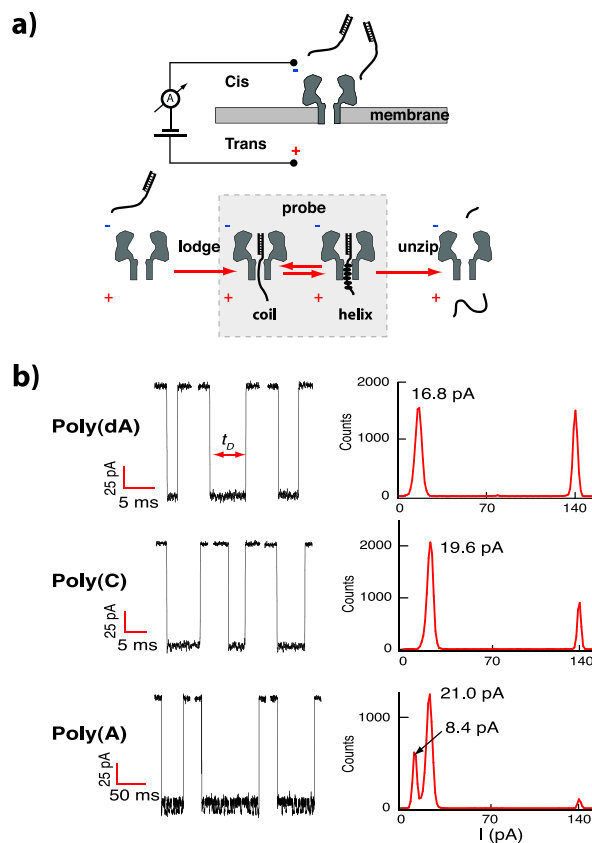 a)
-
Cis
A
membrane
Trans
+
probe
- lodge - - unzip -
+ + + +
coil helix
b)
Poly(dA)
t_D
25 pA
5 ms
2000
1000
0
Counts
16.8 pA
0 70 140
Poly(C)
25 pA
5 ms
2000
1000
0
Counts
19.6 pA
0 70 140
Poly(A)
25 pA
50 ms
1000
0
Counts
21.0 pA
8.4 pA
0 70 140
I (pA)